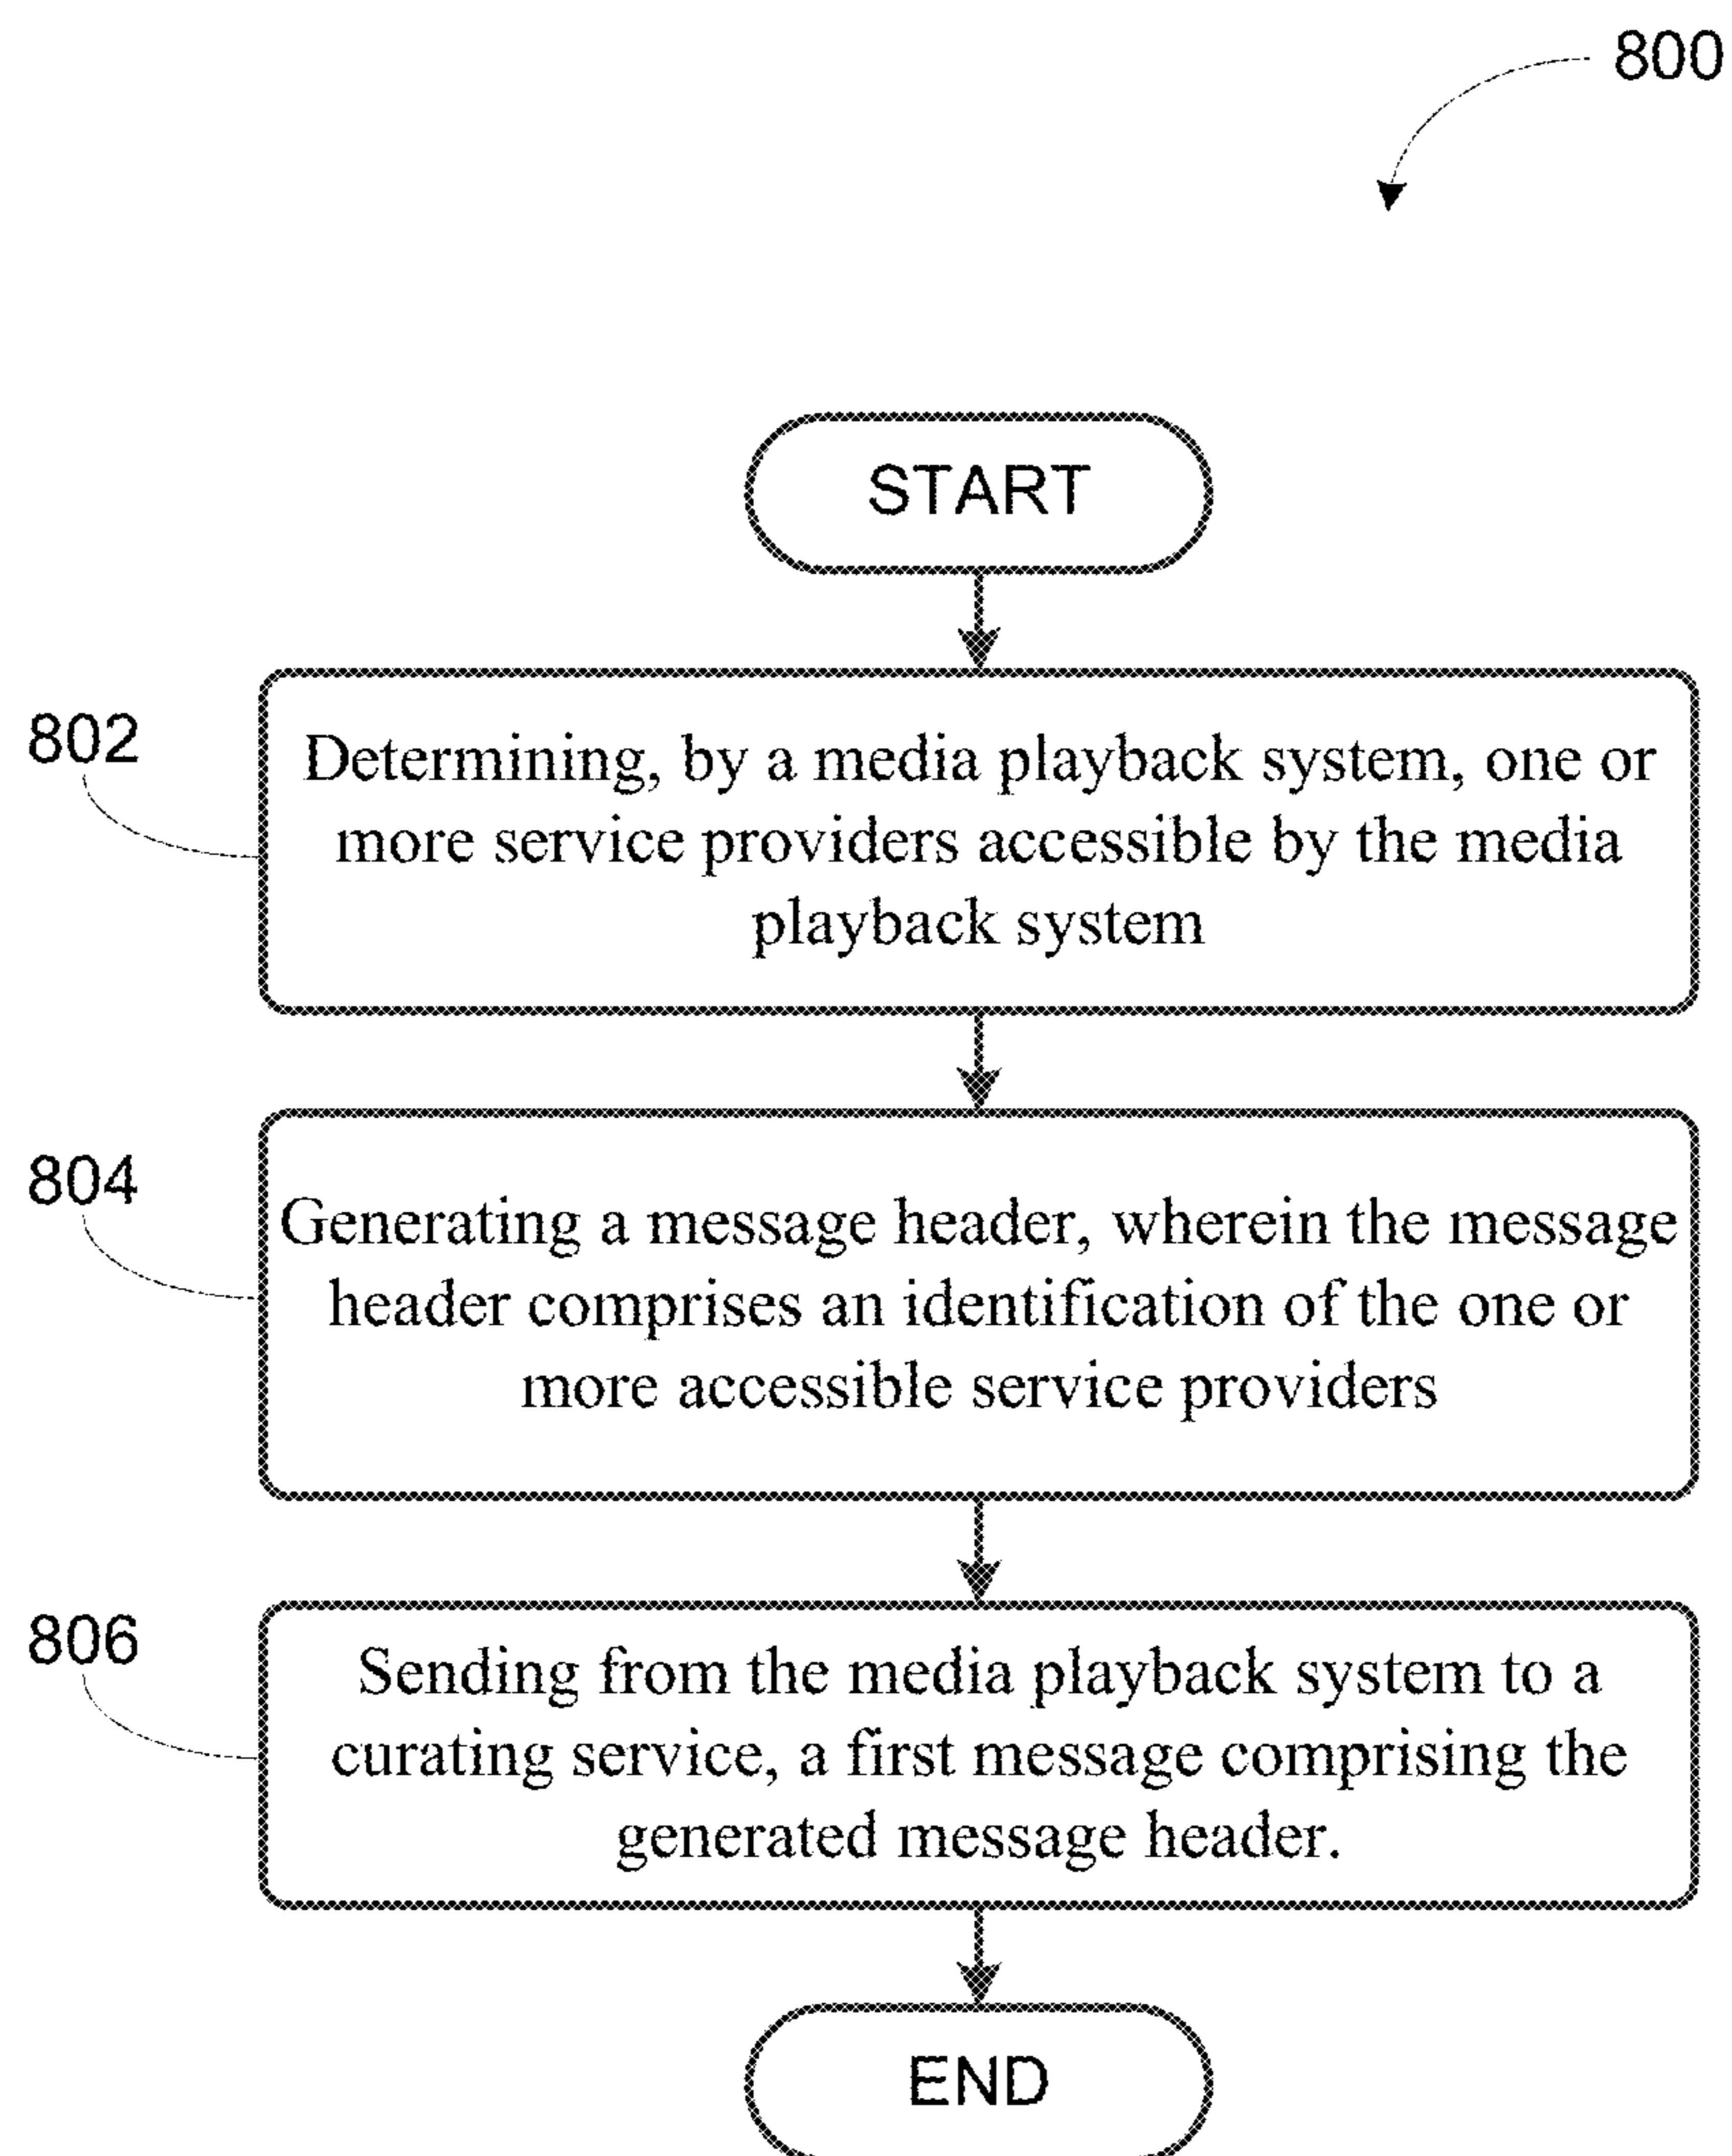 800
START
802
Determining, by a media playback system, one or
more service providers accessible by the media
playback system
804
Generating a message header, wherein the message
header comprises an identification of the one or
more accessible service providers
806
Sending from the media playback system to a
curating service, a first message comprising the
generated message header.
END